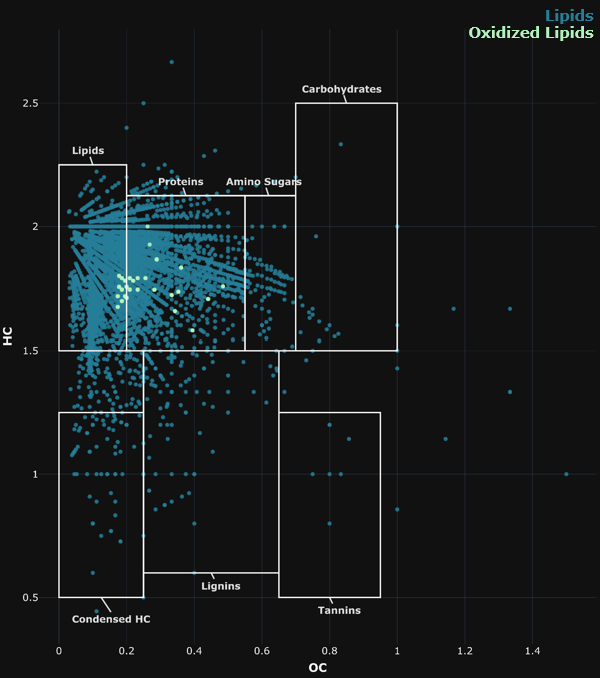 Lipids
Oxidized Lipids
Carbohydrates
2.5
Lipids
Proteins
Amino Sugars
2
HC
1.5
1
Lignins
0.5
Condensed HC
Tannins
0
0.2
0.4
0.6
0.8
1
1.2
1.4
OC